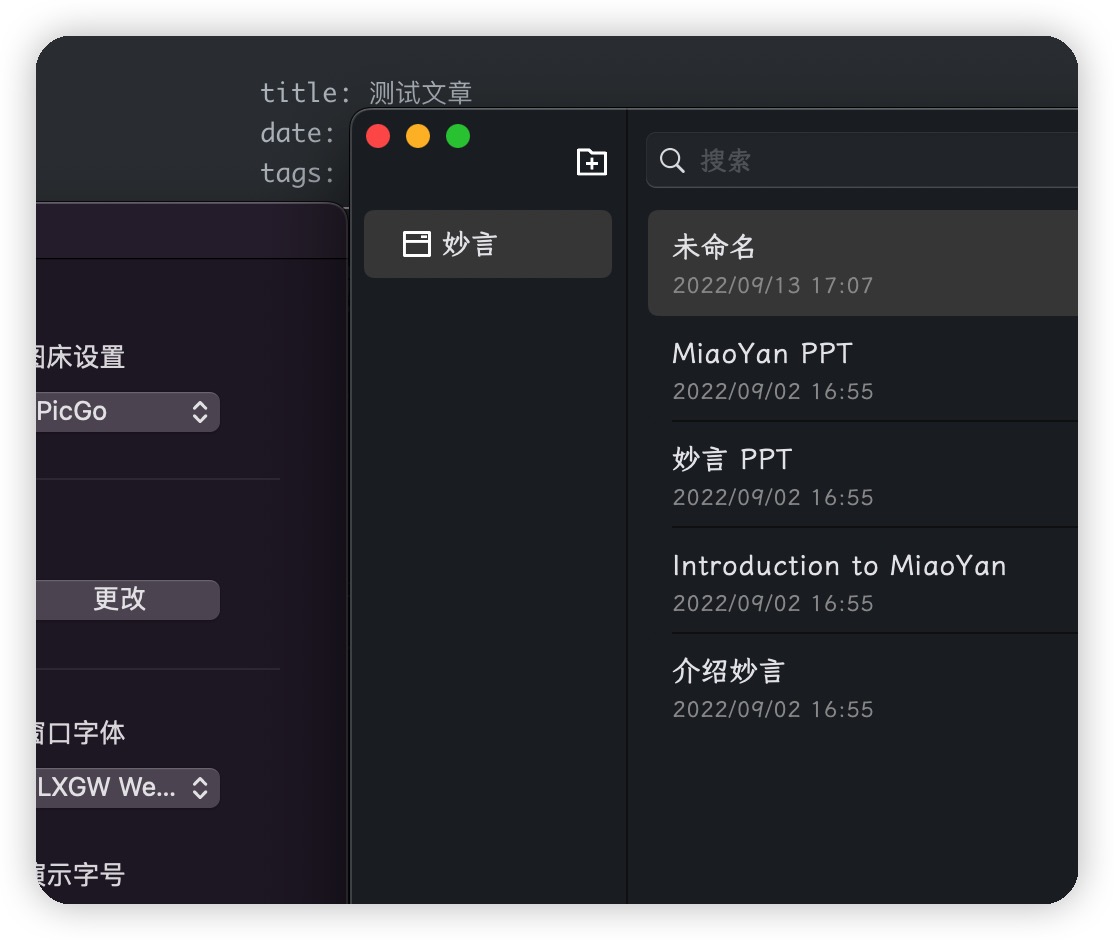 title: 测试文章
date:
tags:
图床设置
PicGo
更改
窗口字体
LXGW We...
演示字号
妙言
搜索
未命名
2022/09/13 17:07
MiaoYan PPT
2022/09/02 16:55
妙言 PPT
2022/09/02 16:55
Introduction to MiaoYan
2022/09/02 16:55
介绍妙言
2022/09/02 16:55